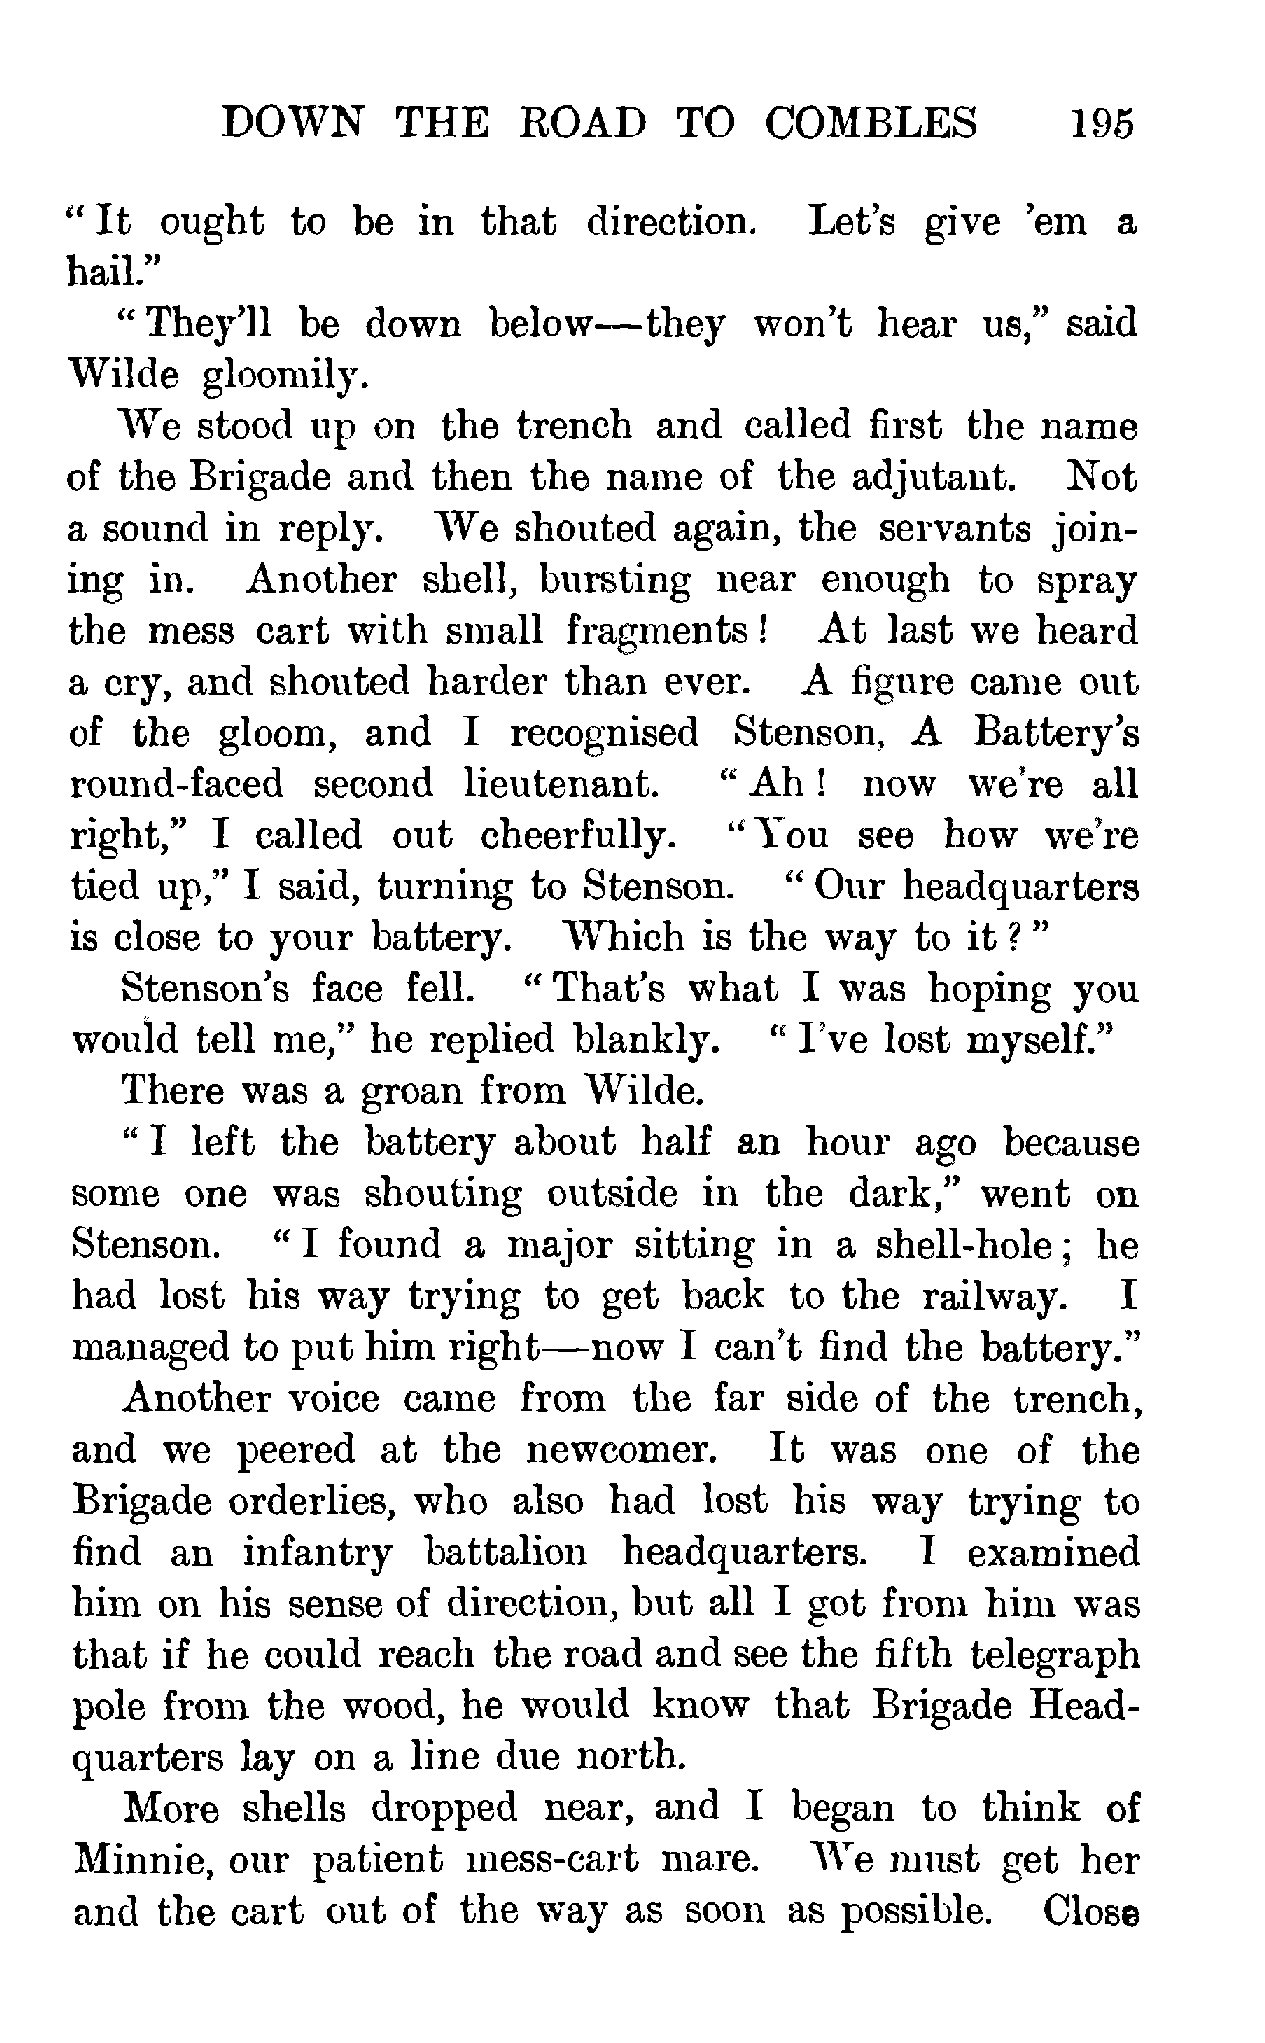 DOWN THE ROAD TO COMBLES 195
“ It ought to be in that direction. Let’s give ’em a
hail.”
“ They’ll be down below—they won’t hear us,” said
Wilde gloomily.
We stood up on the trench and called first the name
of the Brigade and then the name of the adjutant. Not
a sound in reply. We shouted again, the servants join-
ing in. Another shell, bursting near enough to spray
the mess cart with small fragments ! At last we heard
a cry, and shouted harder than ever. A figure came out
of the gloom, and I recognised Stenson, A Battery’s
round-faced second lieutenant. “ Ah ! now we’re all
right,” I called out cheerfully. “ You see how we’re
tied up,” I said, turning to Stenson. “ Our headquarters
is close to your battery. Which is the way to it ? ”
Stenson’s face fell. “ That’s what I was hoping you
would tell me,” he replied blankly. “ I’ve lost myself.”
There was a groan from Wilde.
“ I left the battery about half an hour ago because
some one was shouting outside in the dark,” went on
Stenson. “ I found a major sitting in a shell-hole ; he
had lost his way trying to get back to the railway. I
managed to put him right—now I can’t find the battery.”
Another voice came from the far side of the trench,
and we peered at the newcomer. It was one of the
Brigade orderlies, who also had lost his way trying to
find an infantry battalion headquarters. I examined
him on his sense of direction, but all I got from him was
that if he could reach the road and see the fifth telegraph
pole from the wood, he would know that Brigade Head-
quarters lay on a line due north.
More shells dropped near, and I began to think of
Minnie, our patient mess-cart mare. We must get her
and the cart out of the way as soon as possible. Close